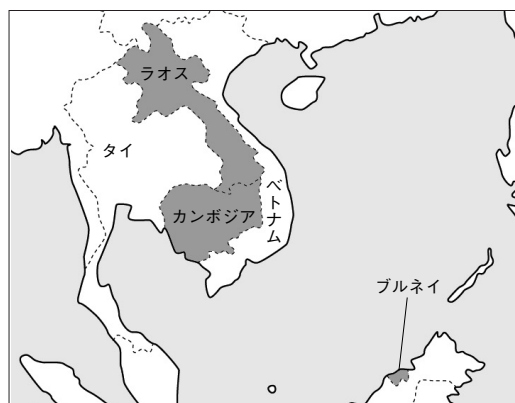 ラオス
タイ
ベトナム
カンボジア
ブルネイ